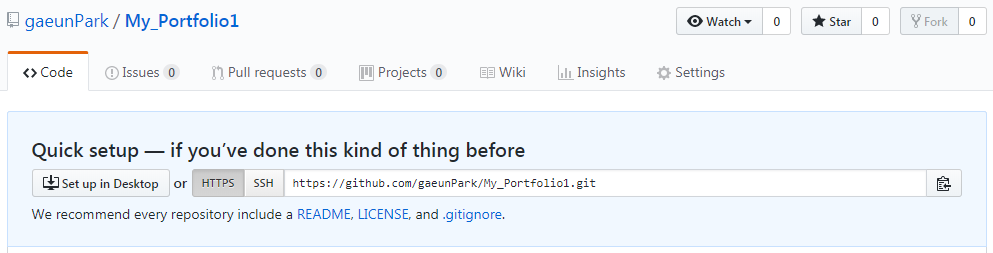 gaeunPark / My_Portfolio1
Watch 0 Star 0 Fork 0
Code Issues 0 Pull requests 0 Projects 0 Wiki Insights Settings
Quick setup — if you’ve done this kind of thing before
Set up in Desktop or HTTPS SSH https://github.com/gaeunPark/My_Portfolio1.git
We recommend every repository include a README, LICENSE, and .gitignore.